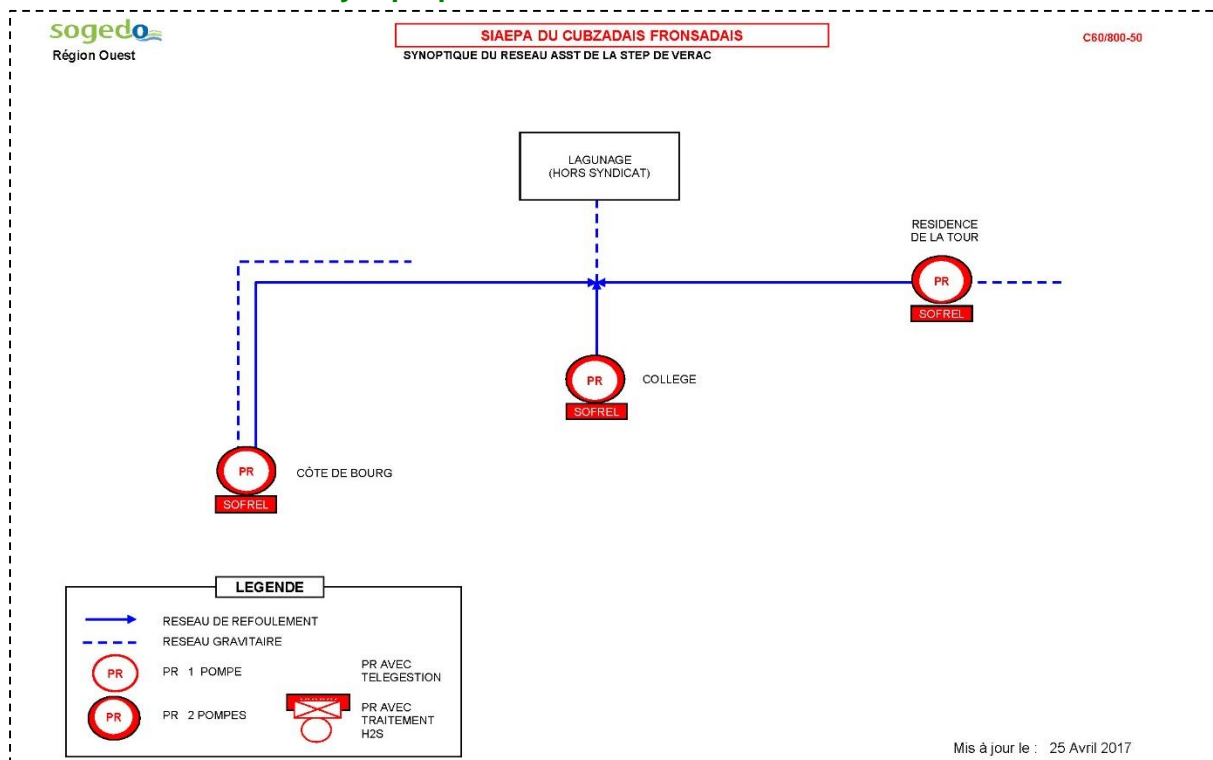 sogedo
Région Ouest
SIAEPA DU CUBZADAIS FRONSADAIS
SYNOPTIQUE DU RESEAU ASST DE LA STEP DE VERAC
C60/800-50
LAGUNAGE
(HORS SYNDICAT)
RESIDENCE
DE LA TOUR
PR
SOFREL
PR
COLLEGE
SOFREL
PR
CÔTE DE BOURG
SOFREL
LEGENDE
RESEAU DE REFOULEMENT
RESEAU GRAVITAIRE
PR
PR 1 POMPE
PR AVEC
TELEGESTION
PR
PR 2 POMPES
PR AVEC
TRAITEMENT
H2S
Mis à jour le : 25 Avril 2017